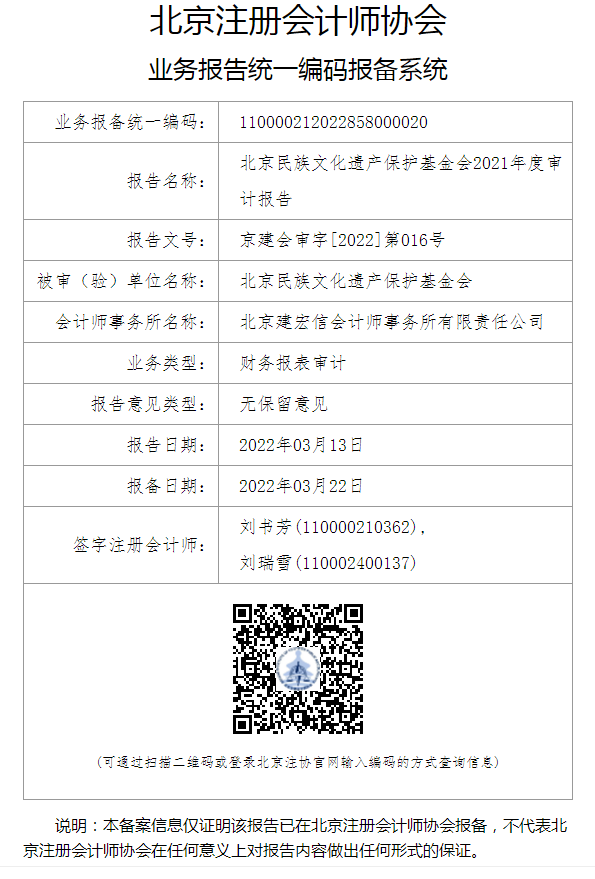 北京注册会计师协会
业务报告统一编码报备系统
业务报备统一编码： 110000212022858000020
报告名称： 北京民族文化遗产保护基金会2021年度审
计报告
报告文号： 京建会审字[2022]第016号
被审（验）单位名称： 北京民族文化遗产保护基金会
会计师事务所名称： 北京建宏信会计师事务所有限责任公司
业务类型： 财务报表审计
报告意见类型： 无保留意见
报告日期： 2022年03月13日
报备日期： 2022年03月22日
签字注册会计师： 刘书芳(110000210362),
刘瑞雪(110002400137)
(可通过扫描二维码或登录北京注协官网输入编码的方式查询信息)
说明：本备案信息仅证明该报告已在北京注册会计师协会报备，不代表北
京注册会计师协会在任何意义上对报告内容做出任何形式的保证。